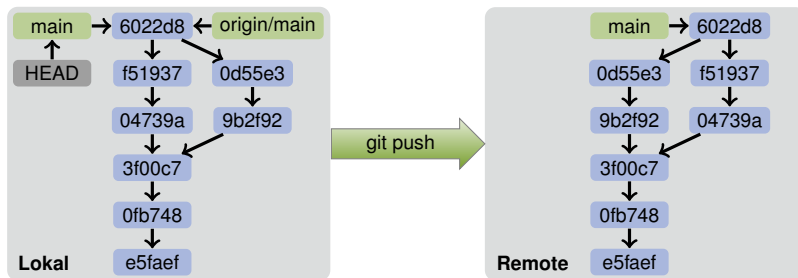 main 6022d8 origin/main
HEAD f51937 0d55e3
04739a 9b2f92
3f00c7
0fb748
Lokal e5faef
git push
main 6022d8
0d55e3 f51937
9b2f92 04739a
3f00c7
0fb748
Remote e5faef